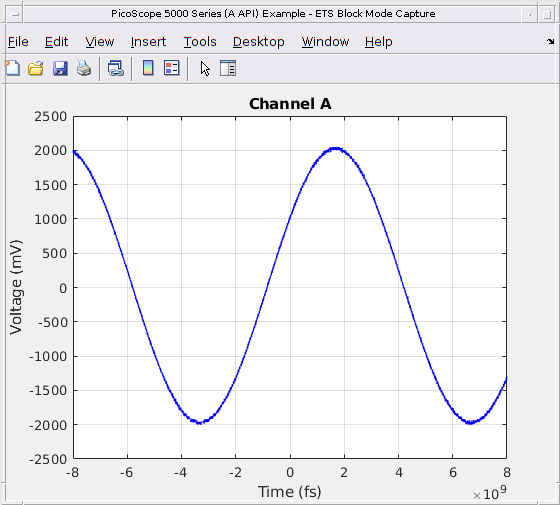 PicoScope 5000 Series (A API) Example - ETS Block Mode Capture
File Edit View Insert Tools Desktop Window Help
Channel A
2500
2000
1500
1000
500
0
-500
-1000
-1500
-2000
-2500
Voltage (mV)
-8 -6 -4 -2 0 2 4 6 8
Time (fs)
×10^9